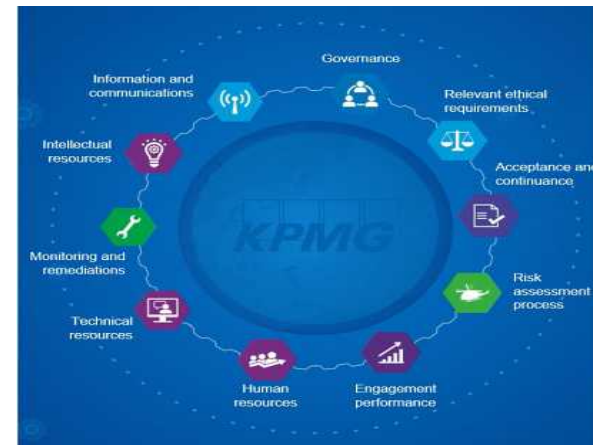 Governance
Relevant ethical
requirements
Acceptance and
continuance
Risk
assessment
process
Engagement
performance
Human
resources
Technical
resources
Monitoring and
remediations
Intellectual
resources
Information and
communications
KPMG